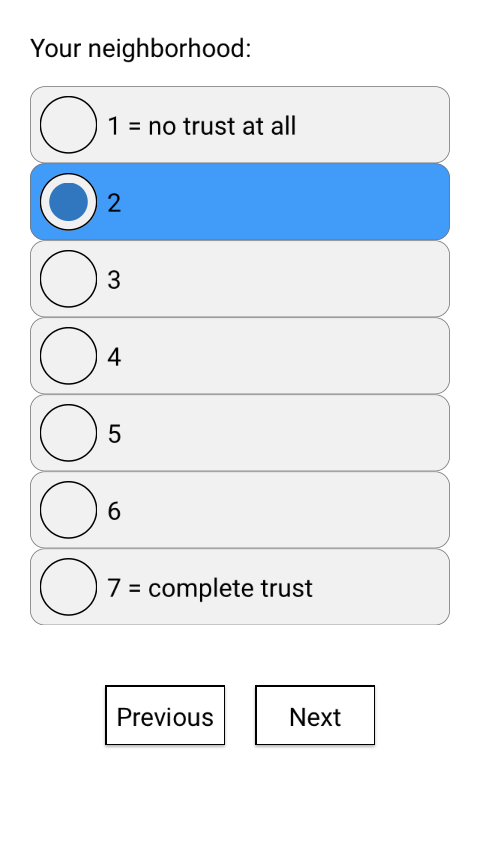 Your neighborhood:
1 = no trust at all
2
3
4
5
6
7 = complete trust
Previous
Next